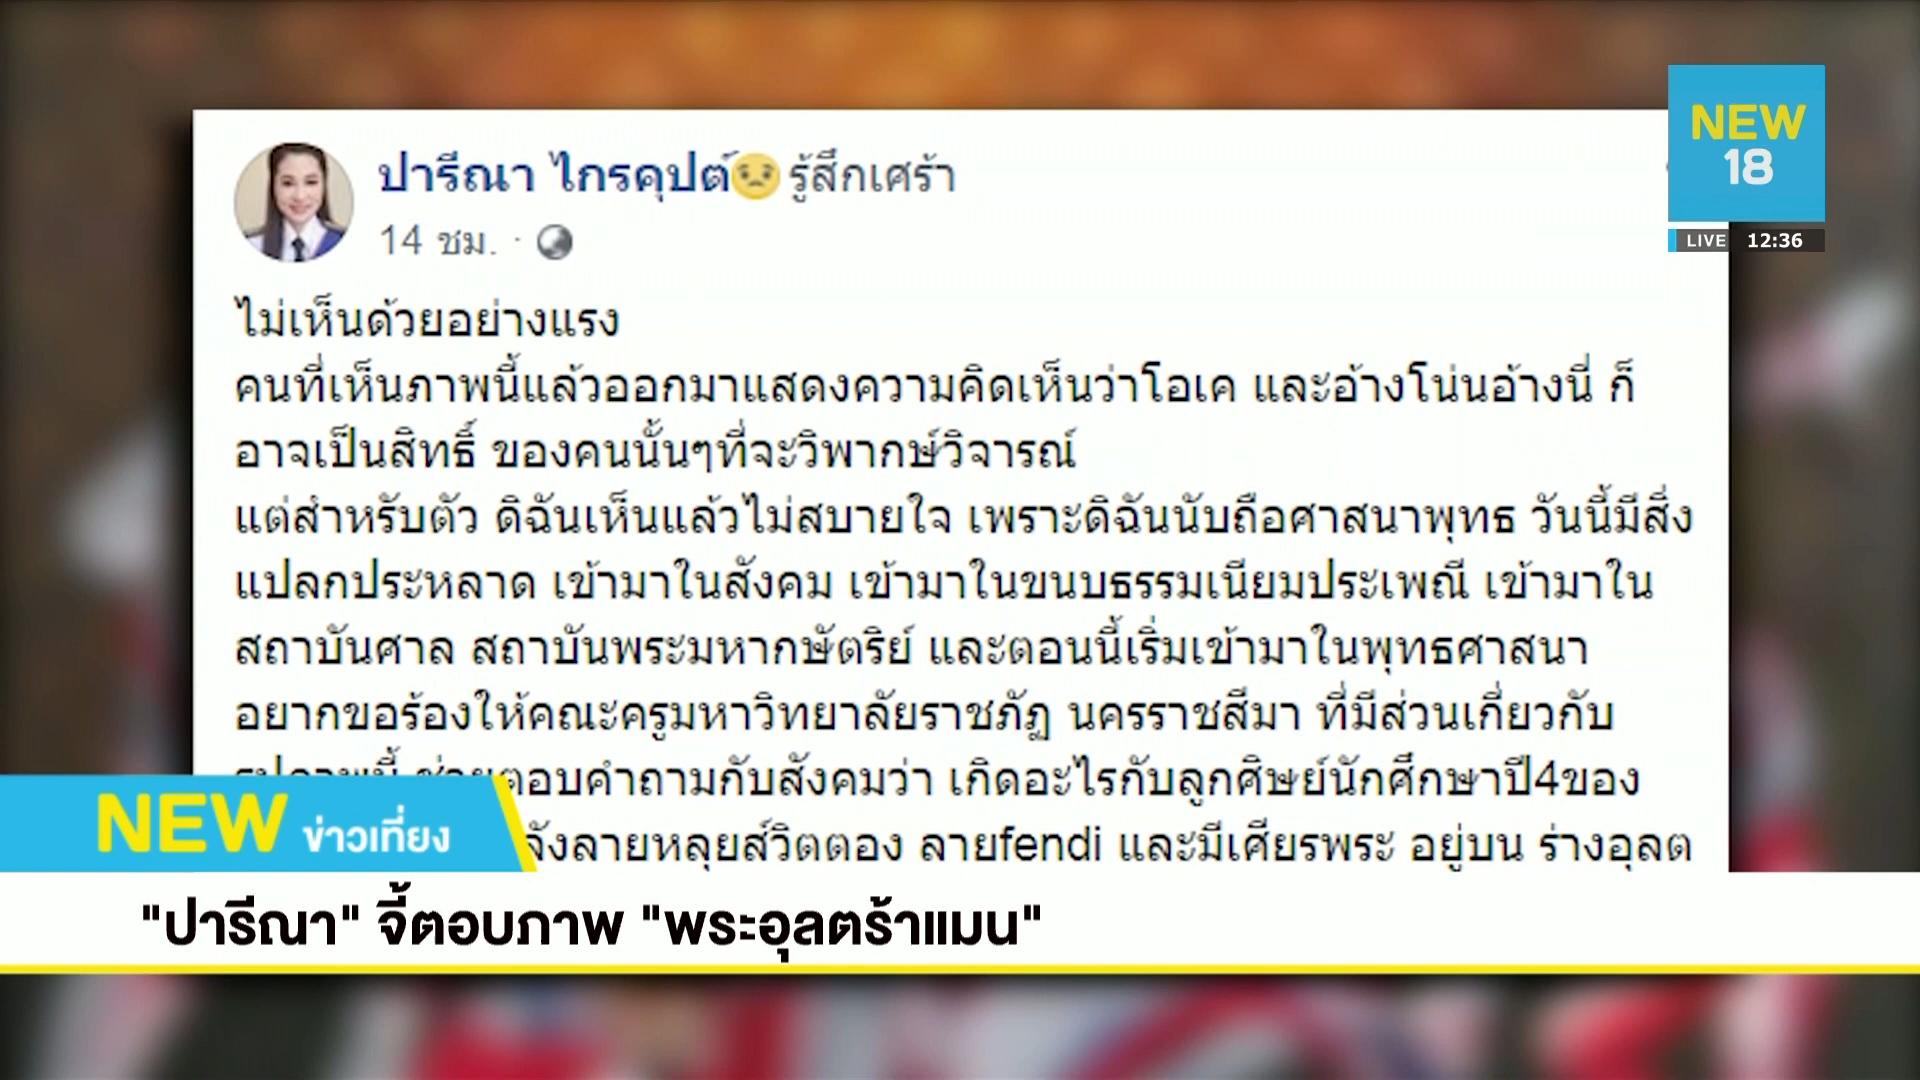 NEW
18
LIVE 12:36
ปารีณา ไกรคุปต์ รู้สึกเศร้า
14 ชม.
ไม่เห็นด้วยอย่างแรง
คนที่เห็นภาพนี้แล้วออกมาแสดงความคิดเห็นว่าโอเค และอ้างโน่นอ้างนี่ ก็
อาจเป็นสิทธิ์ ของคนนั้นๆที่จะวิพากษ์วิจารณ์
แต่สำหรับตัว ดิฉันเห็นแล้วไม่สบายใจ เพราะดิฉันนับถือศาสนาพุทธ วันนี้มีสิ่ง
แปลกประหลาด เข้ามาในสังคม เข้ามาในขนบธรรมเนียมประเพณี เข้ามาใน
สถาบันศาล สถาบันพระมหากษัตริย์ และตอนนี้เริ่มเข้ามาในพุทธศาสนา
อยากขอร้องให้คณะครูมหาวิทยาลัยราชภัฏ นครราชสีมา ที่มีส่วนเกี่ยวกับ
รูปภาพนี้ ช่วยตอบคำถามกับสังคมว่า เกิดอะไรกับลูกศิษย์นักศึกษาปี4ของ
ลายหลุยส์วิตตอง ลายfendi และมีเศียรพระ อยู่บน ร่างอุลต
NEW ข่าวเที่ยง
"ปารีณา" จี้ตอบภาพ "พระอุลตร้าแมน"